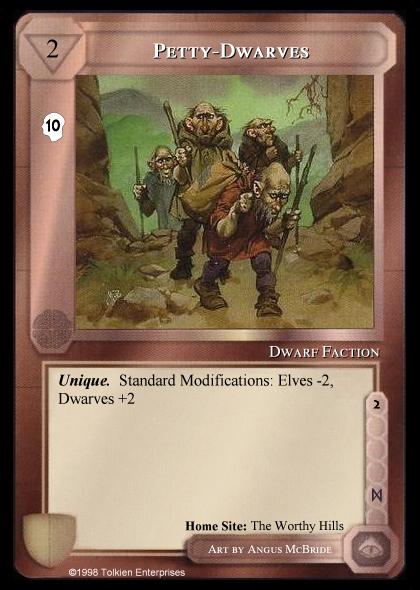 2
PETTY-DWARVES
10
DWARF FACTION
Unique. Standard Modifications: Elves -2,
Dwarves +2
2
ᛞ
Home Site: The Worthy Hills
ART BY ANGUS MCBRIDE
©1998 Tolkien Enterprises